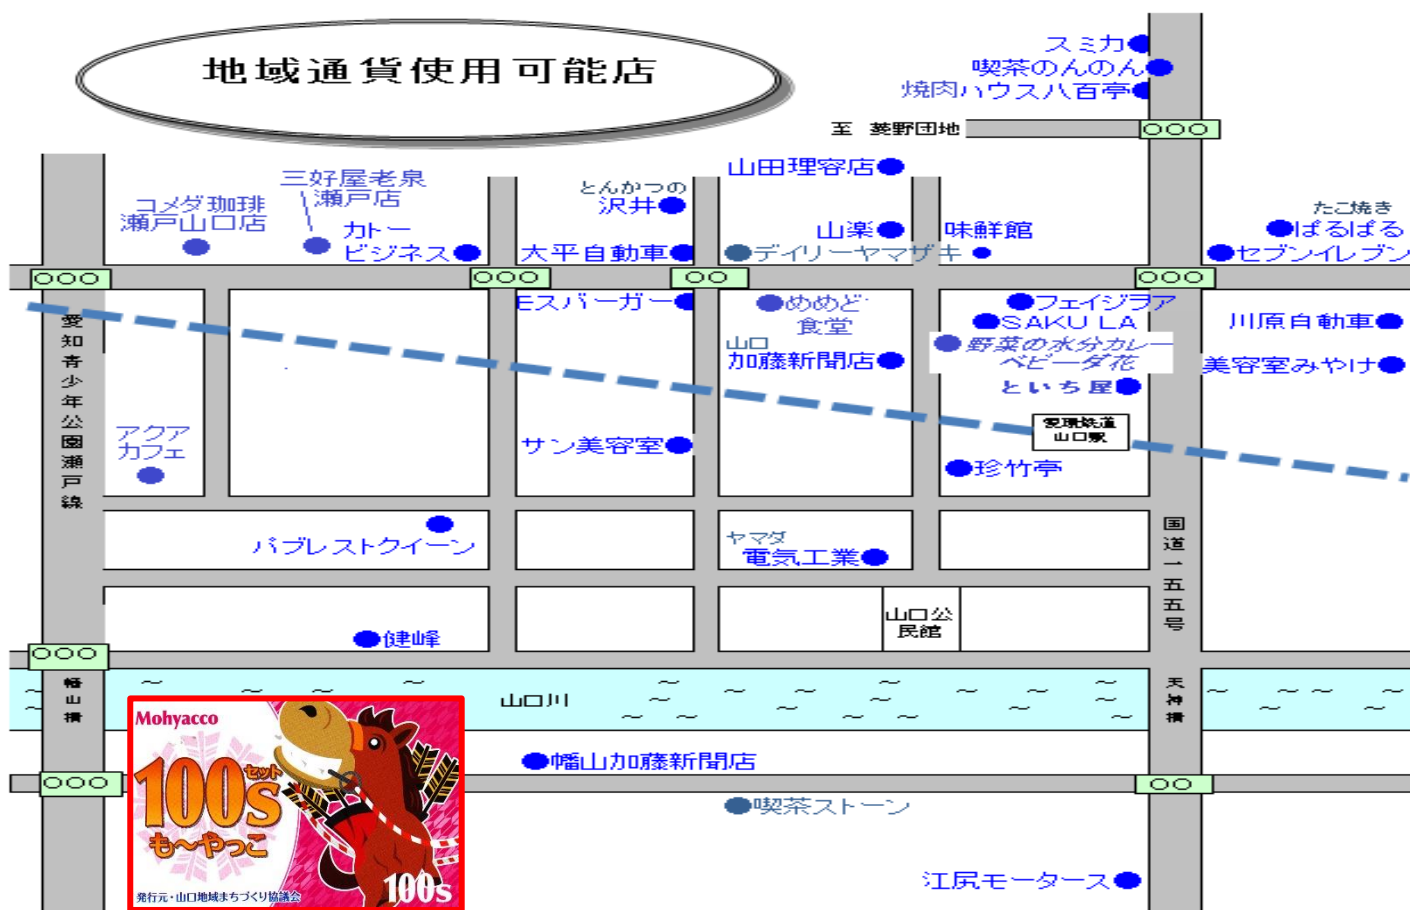 地域通貨使用可能店
スミカ
喫茶のんのん
焼肉ハウス八百亭
至 菱野団地
山田理容店
三好屋老泉
瀬戸店
コメダ珈琲
瀬戸山口店
カトー
ビジネス
とんかつの
沢井
大平自動車
山楽
味鮮館
デイリーヤマザキ
たこ焼き
ぱるぱる
セブンイレブン
Eスバーガー
めめど
食堂
フェイジヲア
SAKU LA
川原自動車
山口
加藤新聞店
野菜の水分カレー
ベビーダ花
美容室みやけ
といち屋
愛知青少年公園瀬戸線
愛環鉄道
山口駅
アクア
カフェ
サン美容室
珍竹亭
パブレストクイーン
ヤマダ
電気工業
国道一五五号
山口公
民館
健峰
幡山橋
山口川
天神橋
幡山加藤新聞店
喫茶ストーン
江尻モータース
Mohyacco
100s
セット
も～やっこ
発行元・山口地域まちづくり協議会
100s